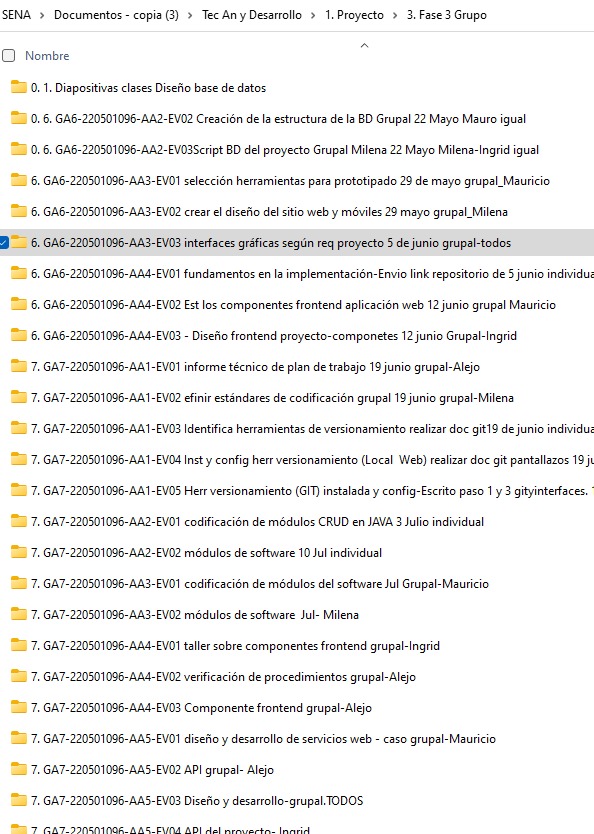 SENA > Documentos - copia (3) > Tec An y Desarrollo > 1. Proyecto > 3. Fase 3 Grupo
Nombre
0. 1. Diapositivas clases Diseño base de datos
0. 6. GA6-220501096-AA2-EV02 Creación de la estructura de la BD Grupal 22 Mayo Mauro igual
0. 6. GA6-220501096-AA2-EV03Script BD del proyecto Grupal Milena 22 Mayo Milena-Ingrid igual
6. GA6-220501096-AA3-EV01 selección herramientas para prototipado 29 de mayo grupal_Mauricio
6. GA6-220501096-AA3-EV02 crear el diseño del sitio web y móviles 29 mayo grupal_Milena
6. GA6-220501096-AA3-EV03 interfaces gráficas según req proyecto 5 de junio grupal-todos
6. GA6-220501096-AA4-EV01 fundamentos en la implementación-Envio link repositorio de 5 junio individua
6. GA6-220501096-AA4-EV02 Est los componentes frontend aplicación web 12 junio grupal Mauricio
6. GA6-220501096-AA4-EV03 - Diseño frontend proyecto-componetes 12 junio Grupal-Ingrid
7. GA7-220501096-AA1-EV01 informe técnico de plan de trabajo 19 junio grupal-Alejo
7. GA7-220501096-AA1-EV02 efinir estándares de codificación grupal 19 junio grupal-Milena
7. GA7-220501096-AA1-EV03 Identifica herramientas de versionamiento realizar doc git19 de junio individua
7. GA7-220501096-AA1-EV04 Inst y config herr versionamiento (Local  Web) realizar doc git pantallazos 19 ju
7. GA7-220501096-AA1-EV05 Herr versionamiento (GIT) instalada y config-Escrito paso 1 y 3 gityinterfaces. 1
7. GA7-220501096-AA2-EV01 codificación de módulos CRUD en JAVA 3 Julio individual
7. GA7-220501096-AA2-EV02 módulos de software 10 Jul individual
7. GA7-220501096-AA3-EV01 codificación de módulos del software Jul Grupal-Mauricio
7. GA7-220501096-AA3-EV02 módulos de software  Jul- Milena
7. GA7-220501096-AA4-EV01 taller sobre componentes frontend grupal-Ingrid
7. GA7-220501096-AA4-EV02 verificación de procedimientos grupal-Alejo
7. GA7-220501096-AA4-EV03 Componente frontend grupal-Alejo
7. GA7-220501096-AA5-EV01 diseño y desarrollo de servicios web - caso grupal-Mauricio
7. GA7-220501096-AA5-EV02 API grupal- Alejo
7. GA7-220501096-AA5-EV03 Diseño y desarrollo-grupal.TODOS
7. GA7-220501096-AA5-EV04 API del proyecto- Ingrid